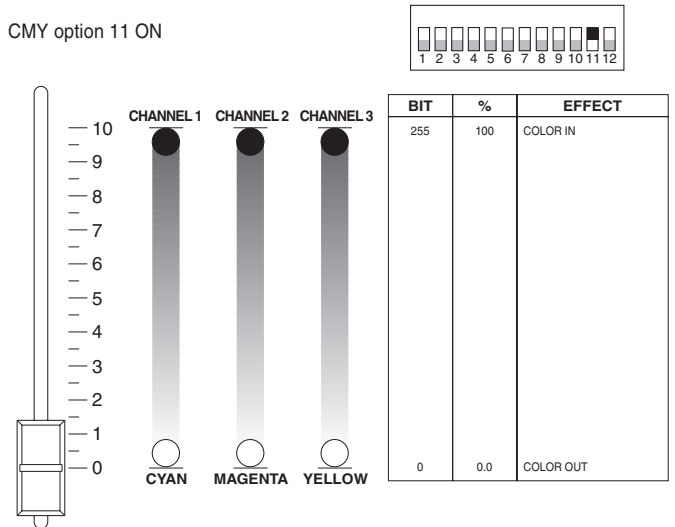 CMY option 11 ON
1 2 3 4 5 6 7 8 9 10 11 12
CHANNEL 1 CHANNEL 2 CHANNEL 3
10
9
8
7
6
5
4
3
2
1
0
CYAN MAGENTA YELLOW
BIT % EFFECT
255 100 COLOR IN
0 0.0 COLOR OUT